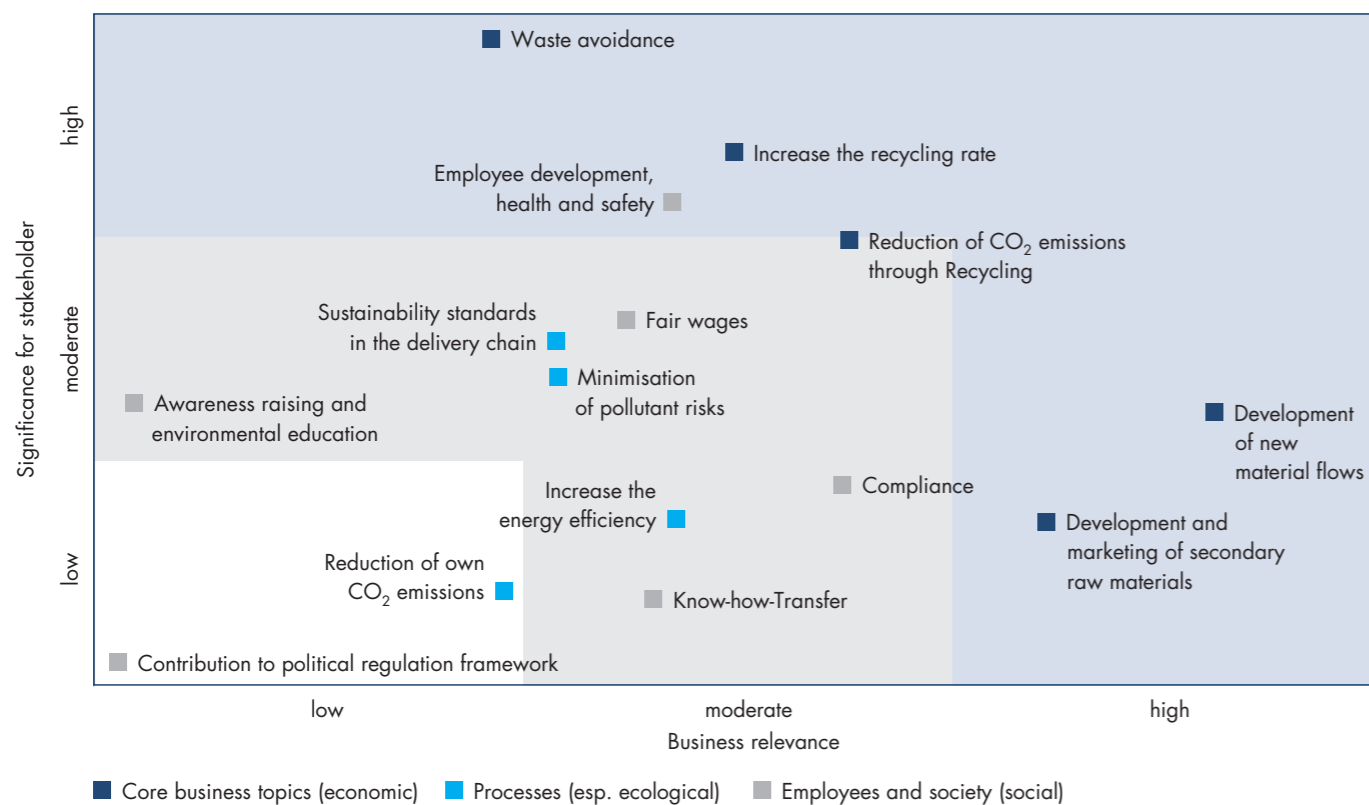 Waste avoidance
high
Increase the recycling rate
Employee development,
health and safety
Reduction of CO₂ emissions
through Recycling
Significance for stakeholder
moderate
Sustainability standards
in the delivery chain
Fair wages
Minimisation
of pollutant risks
Awareness raising and
environmental education
Development
of new
material flows
Compliance
Increase the
energy efficiency
Development and
marketing of secondary
raw materials
low
Reduction of own
CO₂ emissions
Know-how-Transfer
Contribution to political regulation framework
low
moderate
high
Business relevance
Core business topics (economic)
Processes (esp. ecological)
Employees and society (social)